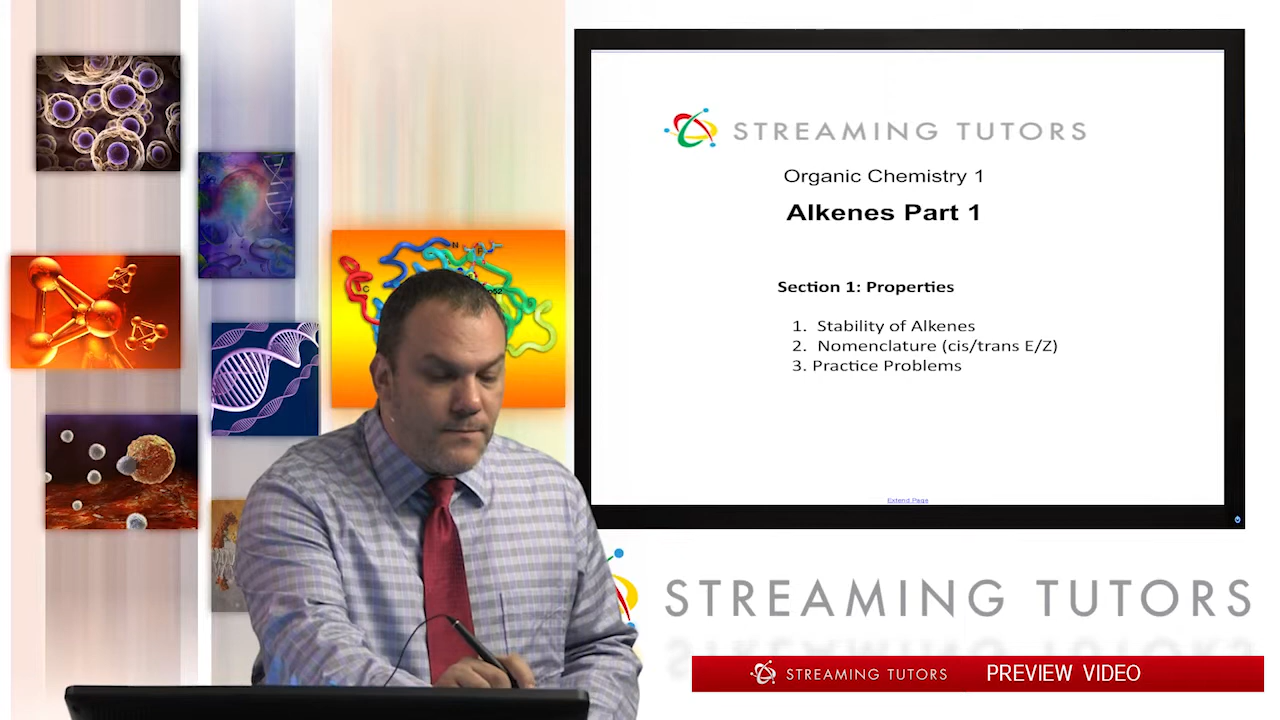 STREAMING TUTORS
Organic Chemistry 1
Alkenes Part 1
Section 1: Properties
1. Stability of Alkenes
2. Nomenclature (cis/trans E/Z)
3. Practice Problems
Extend Page
N
C
STREAMING TUTORS
STREAMING TUTORS PREVIEW VIDEO